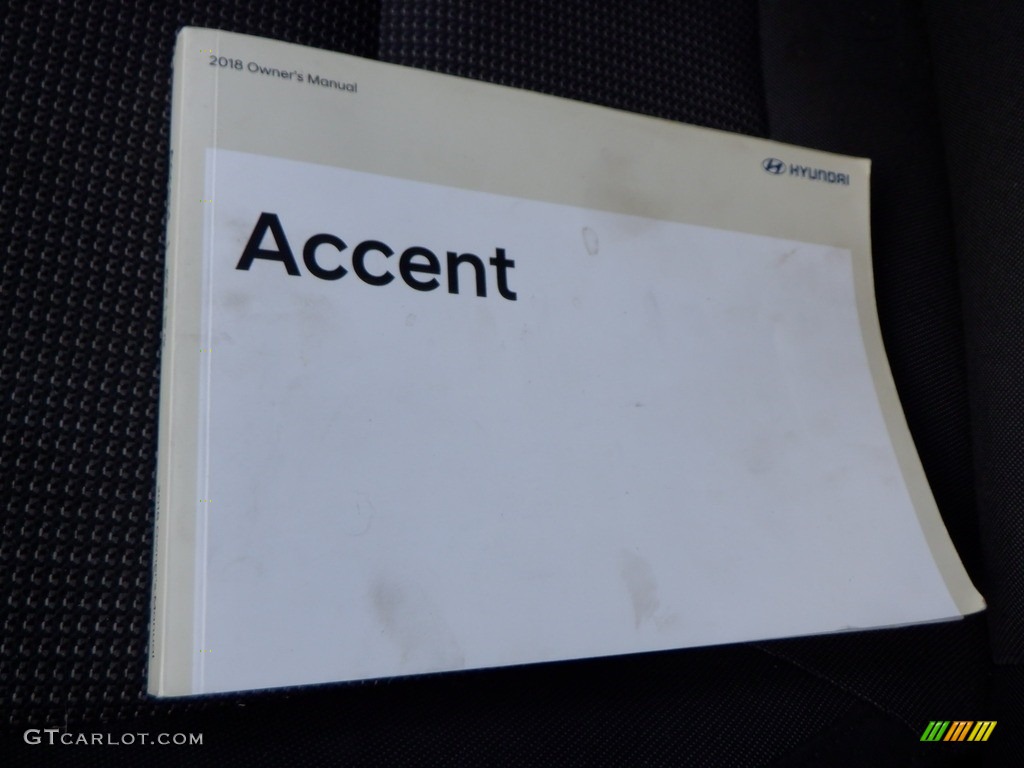 2018 Owner's Manual
HYUNDAI
Accent
GTCARLOT.COM